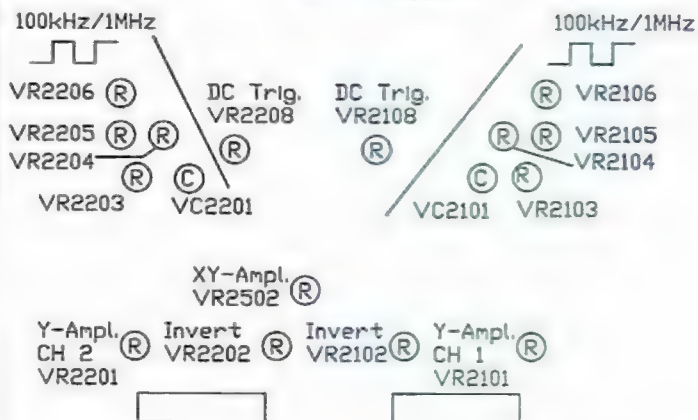 100kHz/1MHz 100kHz/1MHz
VR2206 R DC Trig. DC Trig. R VR2106
VR2208 VR2108
VR2205 R R R R R R VR2105
VR2204 VR2104
R C C R
VR2203 VC2201 VC2101 VR2103
XY-Ampl.
VR2502 R
Y-Ampl. Invert Invert Y-Ampl.
CH 2 R VR2202 R VR2102 R CH 1 R
VR2201 VR2101